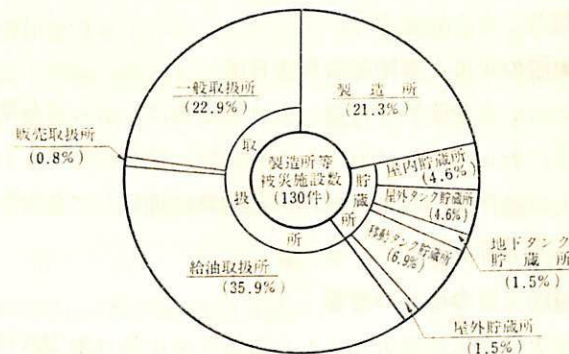 一般取扱所
(22.9%)
製造所
(21.3%)
販売取扱所
(0.8%)
取扱所
製造所等
被災施設数
(130件)
貯蔵所
屋内貯蔵所
(4.6%)
屋外タンク貯蔵所
(4.6%)
移動タンク貯蔵所
(6.9%)
地下タンク
貯蔵所
(1.5%)
給油取扱所
(35.9%)
屋外貯蔵所
(1.5%)